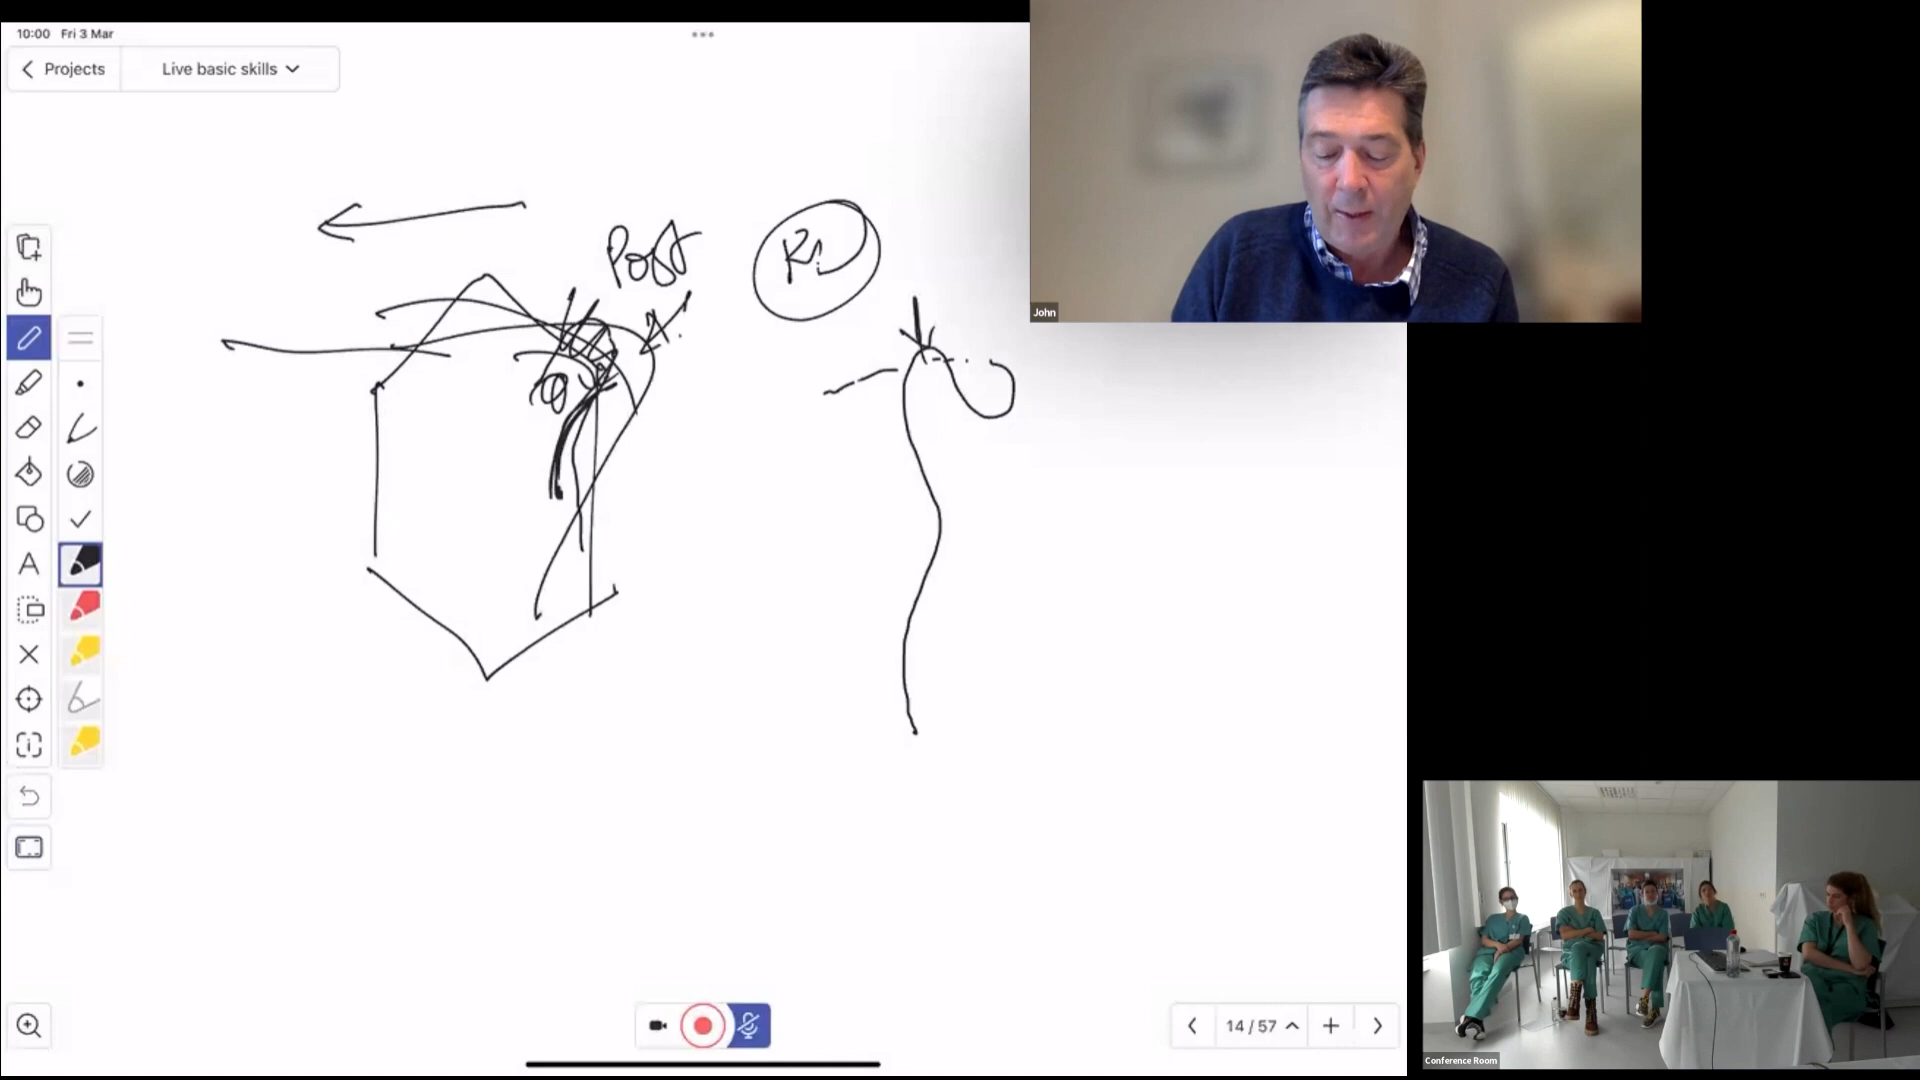 10:00 Fri 3 Mar
Projects
Live basic skills
Post
A
14/57
John
Conference Room